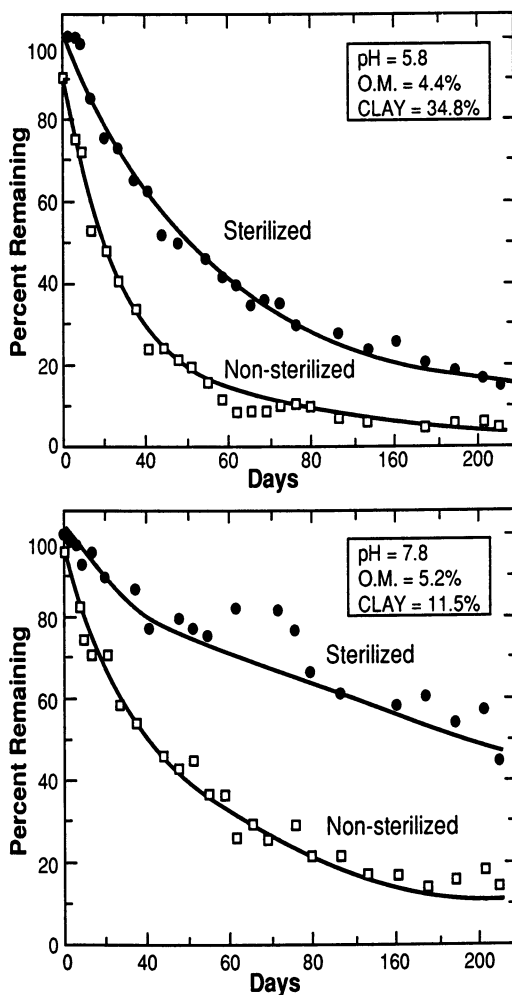 100
80
60
40
20
0
Percent Remaining
pH = 5.8
O.M. = 4.4%
CLAY = 34.8%
Sterilized
Non-sterilized
0 40 60 80 160 200
Days
100
80
60
40
20
0
Percent Remaining
pH = 7.8
O.M. = 5.2%
CLAY = 11.5%
Sterilized
Non-sterilized
0 40 60 80 160 200
Days